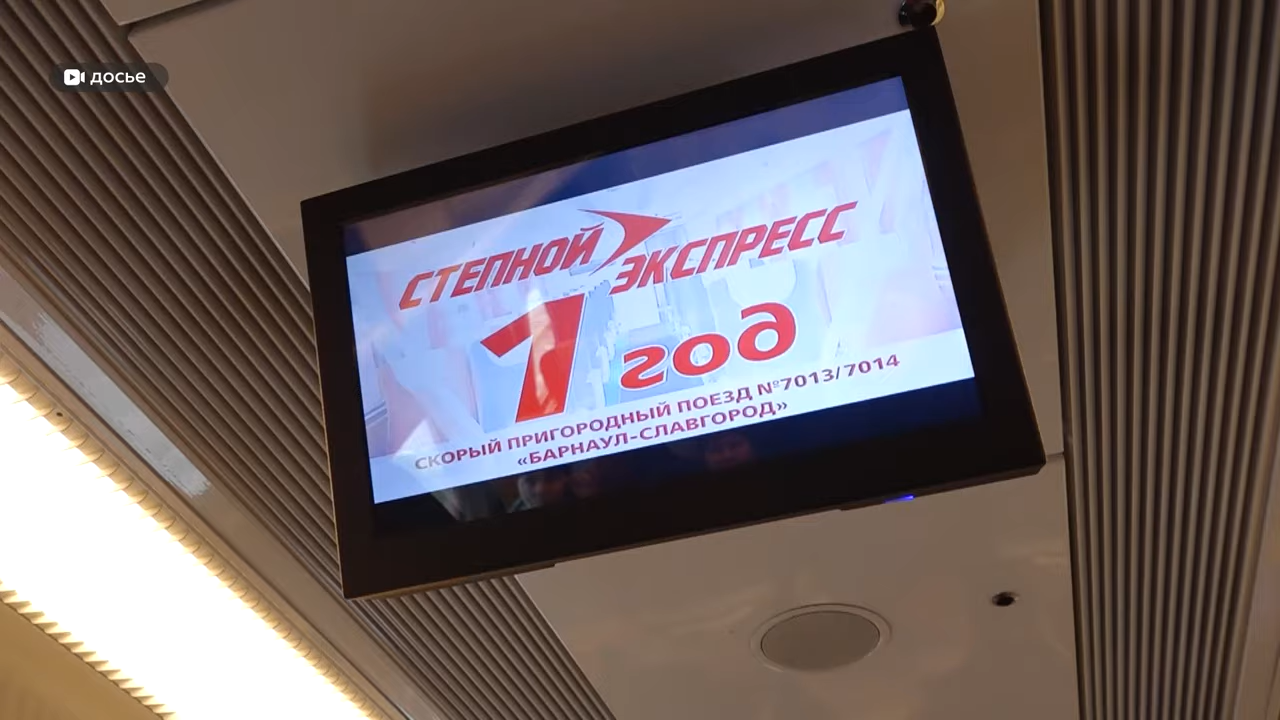 досье
СТЕПНОЙ ЭКСПРЕСС
1 год
СКОРЫЙ ПРИГОРОДНЫЙ ПОЕЗД №7013/7014
«БАРНАУЛ-СЛАВГОРОД»